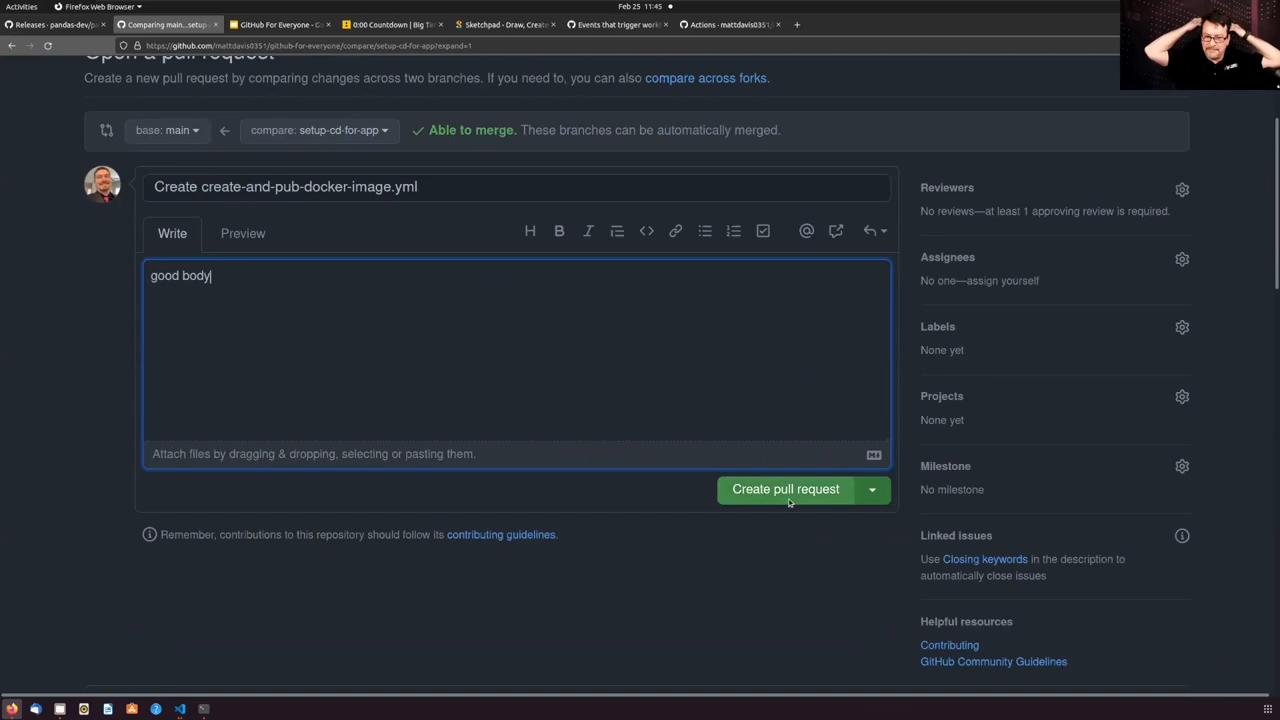 Activities
Firefox Web Browser
Feb 25 11:45
Releases · pandas-dev/pa
Comparing main...setup-c
GitHub For Everyone - Go
0:00 Countdown | Big Tim
Sketchpad - Draw, Create
Events that trigger work
Actions · mattdavis0351/
https://github.com/mattdavis0351/github-for-everyone/compare/setup-cd-for-app?expand=1
Open a pull request
Create a new pull request by comparing changes across two branches. If you need to, you can also compare across forks.
base: main
compare: setup-cd-for-app
Able to merge. These branches can be automatically merged.
Create create-and-pub-docker-image.yml
Write
Preview
good body
Attach files by dragging & dropping, selecting or pasting them.
Create pull request
Remember, contributions to this repository should follow its contributing guidelines.
Reviewers
No reviews—at least 1 approving review is required.
Assignees
No one—assign yourself
Labels
None yet
Projects
None yet
Milestone
No milestone
Linked issues
Use Closing keywords in the description to
automatically close issues
Helpful resources
Contributing
GitHub Community Guidelines